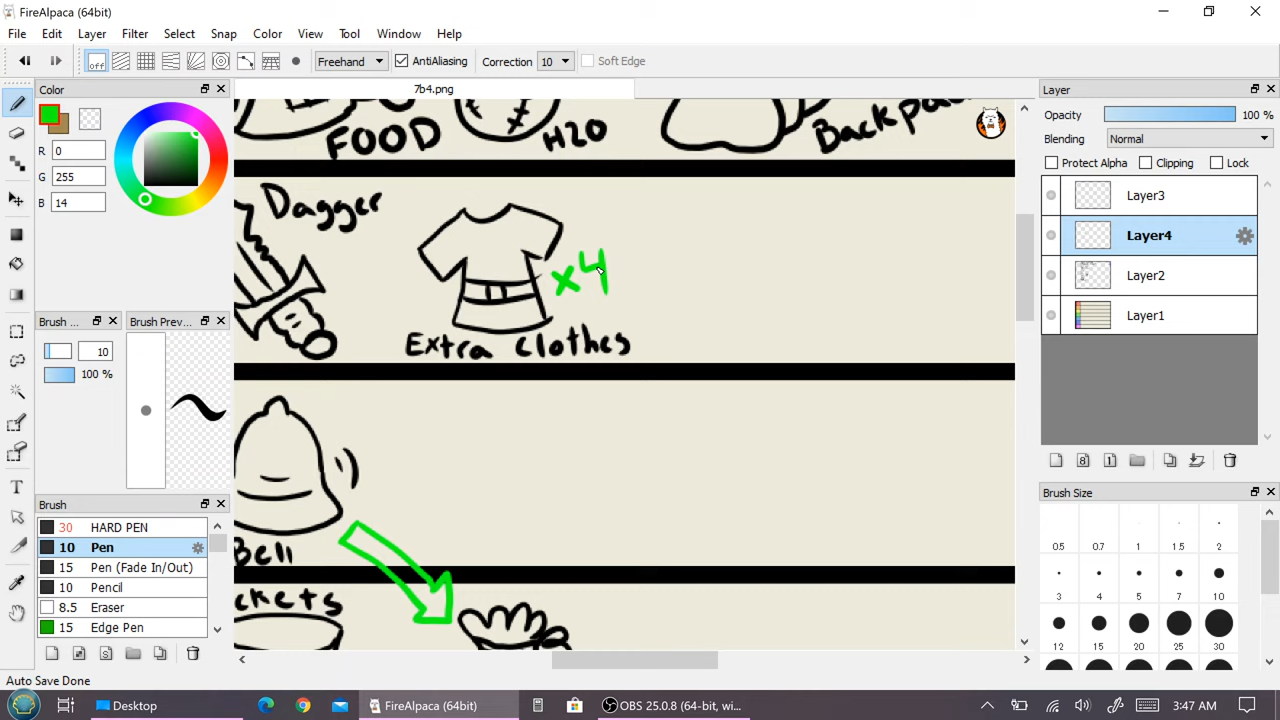 FireAlpaca (64bit)
File Edit Layer Filter Select Snap Color View Tool Window Help
off Freehand AntiAliasing Correction 10 Soft Edge
Color
7b4.png
Layer
R 0
G 255
B 14
Opacity 100 %
Blending Normal
Protect Alpha Clipping Lock
Layer3
Layer4
Layer2
Layer1
8 1
Brush ... Brush Prev...
10
100 %
T
Brush
30 HARD PEN
10 Pen
15 Pen (Fade In/Out)
10 Pencil
8.5 Eraser
15 Edge Pen
FOOD H2O Backpa
Dagger
x4
Extra Clothes
Bell
ckets
Brush Size
0.5 0.7 1 1.5 2
3 4 5 7 10
12 15 20 25 30
Auto Save Done
Desktop FireAlpaca (64bit) OBS 25.0.8 (64-bit, wi... 3:47 AM